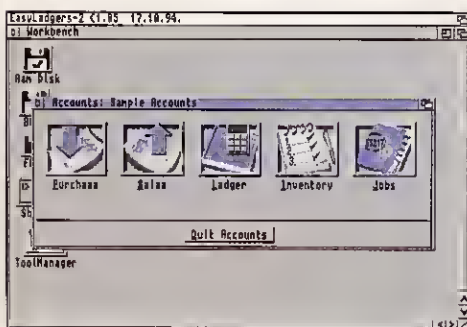 EasyLedgers-2 v1.05 17.10.94.
Workbench
Ram Disk
Accounts: Sample Accounts
Purchase Sales Ledger Inventory Jobs
Quit Accounts
ToolManager